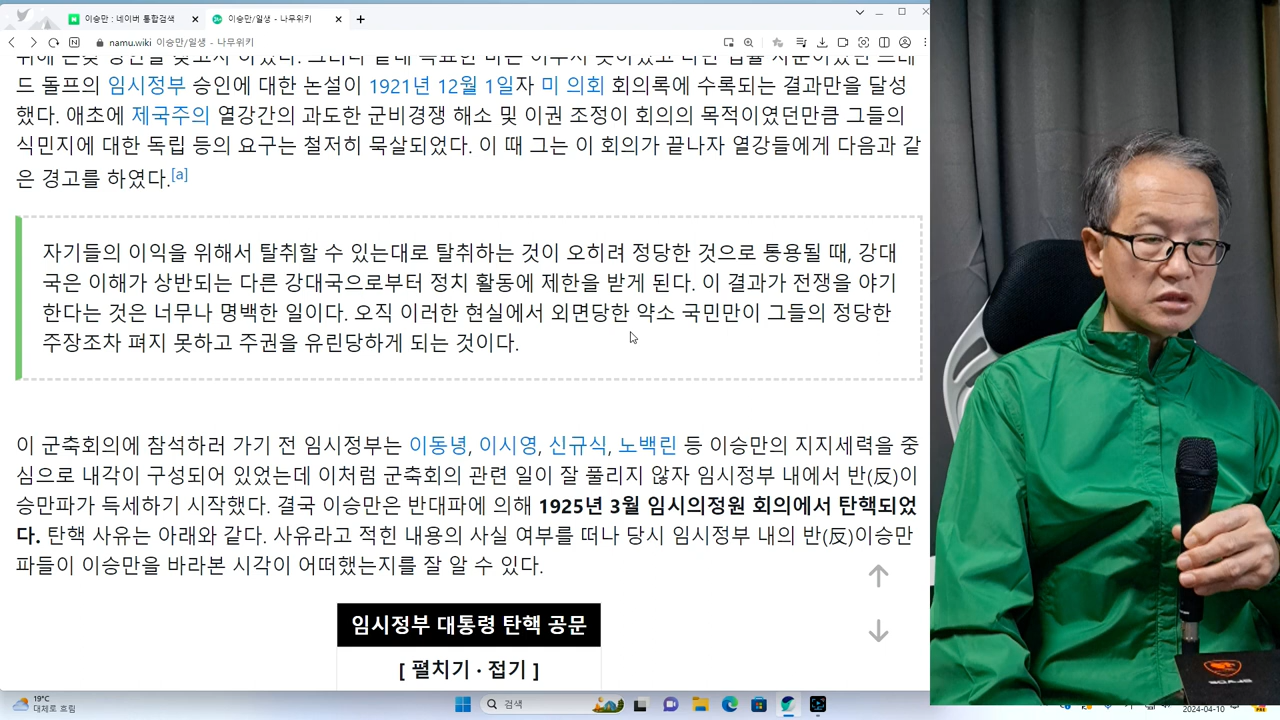 이승만 : 네이버 통합검색
이승만/일생 - 나무위키
namu.wiki 이승만/일생 - 나무위키
드 돌프의 임시정부 승인에 대한 논설이 1921년 12월 1일자 미 의회 회의록에 수록되는 결과만을 달성
했다. 애초에 제국주의 열강간의 과도한 군비경쟁 해소 및 이권 조정이 회의의 목적이였던만큼 그들의
식민지에 대한 독립 등의 요구는 철저히 묵살되었다. 이 때 그는 이 회의가 끝나자 열강들에게 다음과 같
은 경고를 하였다.[a]
자기들의 이익을 위해서 탈취할 수 있는대로 탈취하는 것이 오히려 정당한 것으로 통용될 때, 강대
국은 이해가 상반되는 다른 강대국으로부터 정치 활동에 제한을 받게 된다. 이 결과가 전쟁을 야기
한다는 것은 너무나 명백한 일이다. 오직 이러한 현실에서 외면당한 약소 국민만이 그들의 정당한
주장조차 펴지 못하고 주권을 유린당하게 되는 것이다.
이 군축회의에 참석하러 가기 전 임시정부는 이동녕, 이시영, 신규식, 노백린 등 이승만의 지지세력을 중
심으로 내각이 구성되어 있었는데 이처럼 군축회의 관련 일이 잘 풀리지 않자 임시정부 내에서 반(反)이
승만파가 득세하기 시작했다. 결국 이승만은 반대파에 의해 1925년 3월 임시의정원 회의에서 탄핵되었
다. 탄핵 사유는 아래와 같다. 사유라고 적힌 내용의 사실 여부를 떠나 당시 임시정부 내의 반(反)이승만
파들이 이승만을 바라본 시각이 어떠했는지를 잘 알 수 있다.
임시정부 대통령 탄핵 공문
[ 펼치기 · 접기 ]
19°C
대체로 흐림
검색
2024-04-10